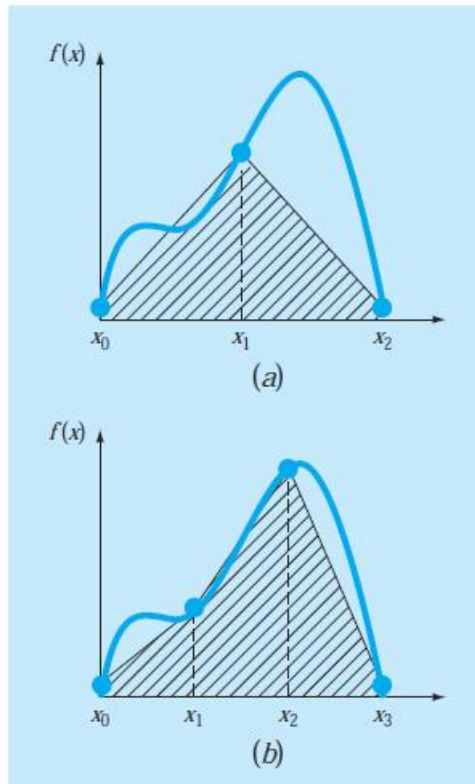 f(x)
x₀ x₁ x₂
(a)
f(x)
x₀ x₁ x₂ x₃
(b)